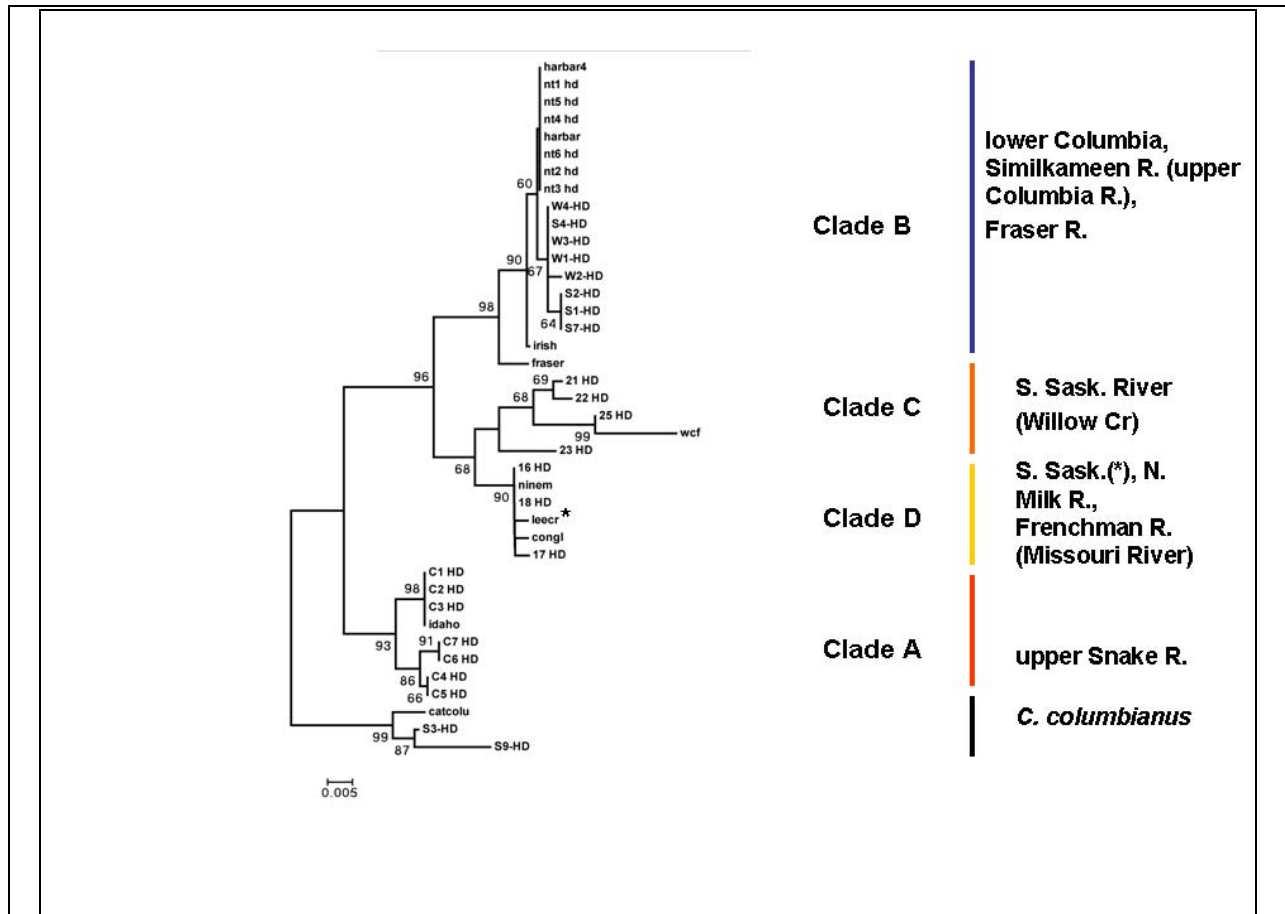 harbar4
nt1 hd
nt5 hd
nt4 hd
harbar
nt6 hd
nt2 hd
nt3 hd
60
W4-HD
S4-HD
W3-HD
W1-HD
90
67
W2-HD
S2-HD
S1-HD
S7-HD
98
64
irish
fraser
96
69
21 HD
22 HD
68
25 HD
99
wcf
23 HD
68
16 HD
ninem
90
18 HD
leecr*
congl
17 HD
C1 HD
98
C2 HD
C3 HD
idaho
93
91
C7 HD
C6 HD
86
C4 HD
66
C5 HD
catcolu
99
S3-HD
87
S9-HD
0.005
Clade B
lower Columbia,
Similkameen R. (upper
Columbia R.),
Fraser R.
Clade C
S. Sask. River
(Willow Cr)
Clade D
S. Sask.(*), N.
Milk R.,
Frenchman R.
(Missouri River)
Clade A
upper Snake R.
C. columbianus